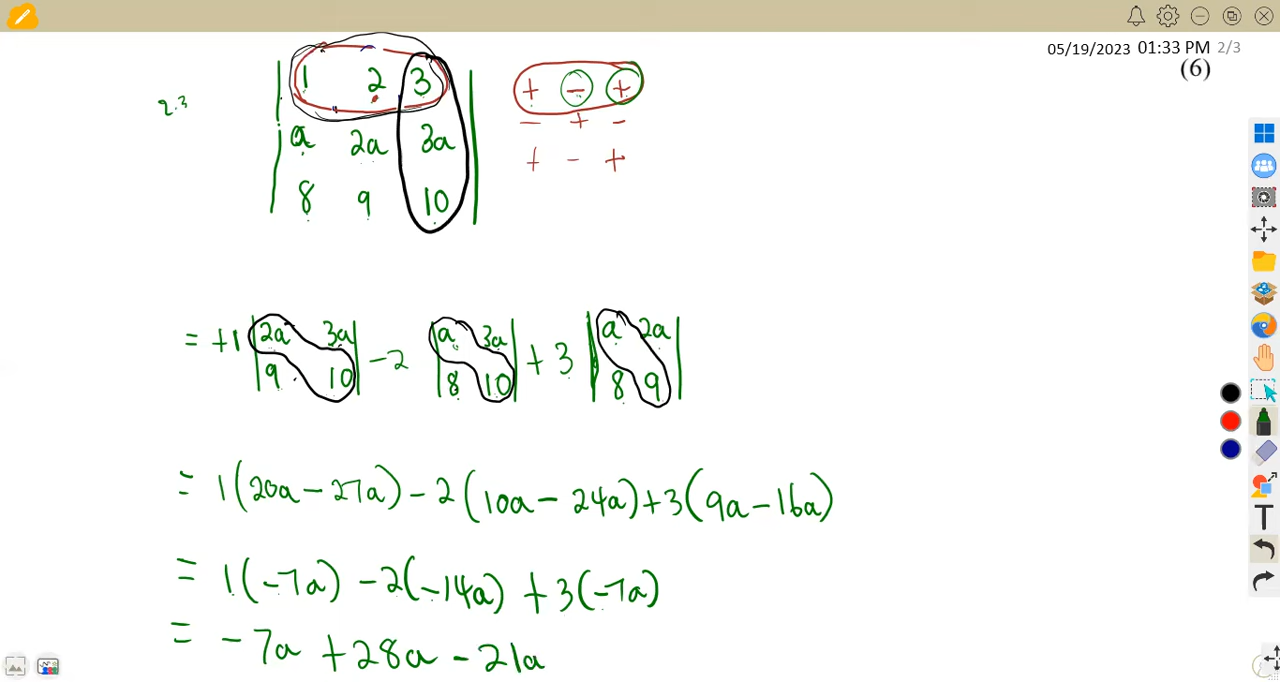 05/19/2023 01:33 PM 2/3
(6)
2.3
| 1 2 3 |
| a 2a 3a |
| 8 9 10 |
+ - +
- + -
+ - +
= +1 |2a 3a| -2 |a 3a| + 3 |a 2a|
|9 10| |8 10| |8 9|
= 1(20a - 27a) - 2(10a - 24a) + 3(9a - 16a)
= 1(-7a) - 2(-14a) + 3(-7a)
= -7a + 28a - 21a
T